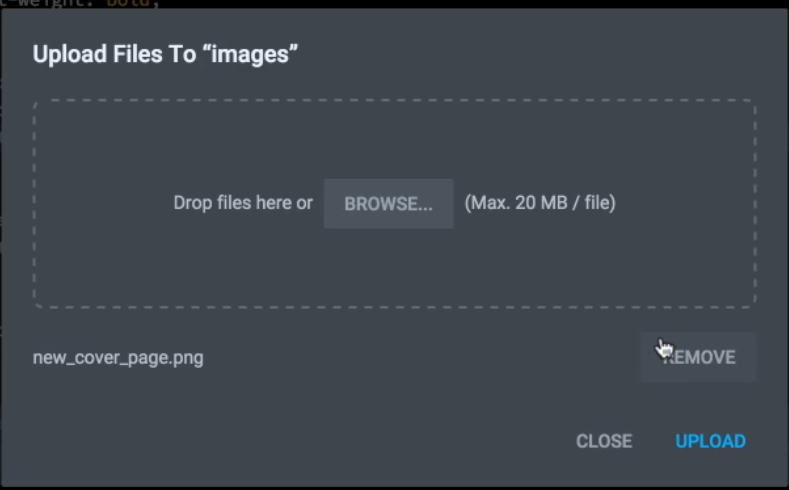 t-weight: bold;
Upload Files To “images”
Drop files here or BROWSE... (Max. 20 MB / file)
new_cover_page.png REMOVE
CLOSE UPLOAD